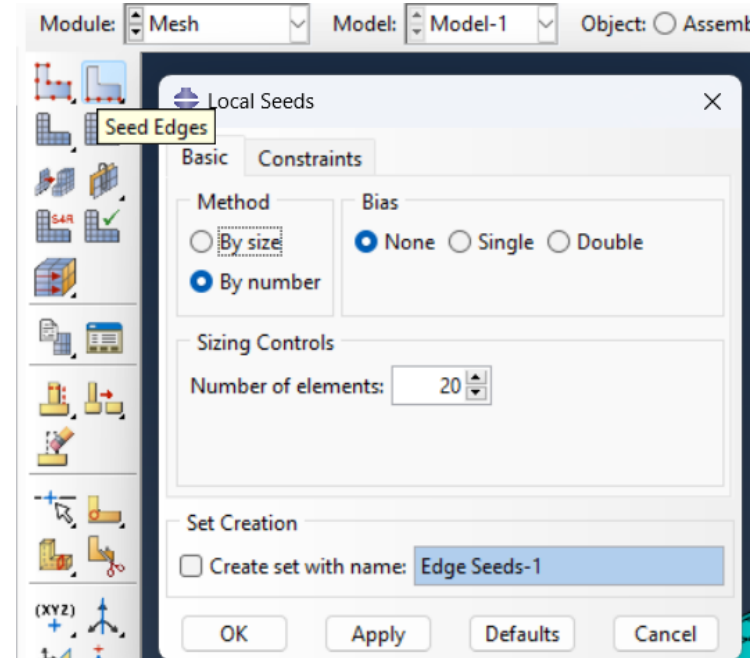 Module: Mesh Model: Model-1 Object: Assemb
Local Seeds
Seed Edges
Basic Constraints
Method Bias
By size None Single Double
By number
S4R
Sizing Controls
Number of elements: 20
Set Creation
Create set with name: Edge Seeds-1
(XYZ)
OK Apply Defaults Cancel